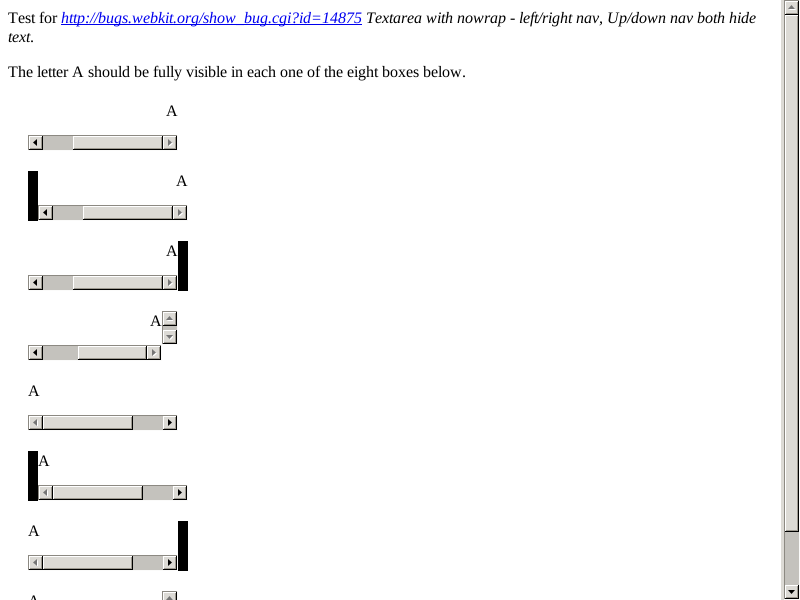 Test for http://bugs.webkit.org/show_bug.cgi?id=14875 Textarea with nowrap - left/right nav, Up/down nav both hide
text.
The letter A should be fully visible in each one of the eight boxes below.
A
A
A
A
A
A
A
A